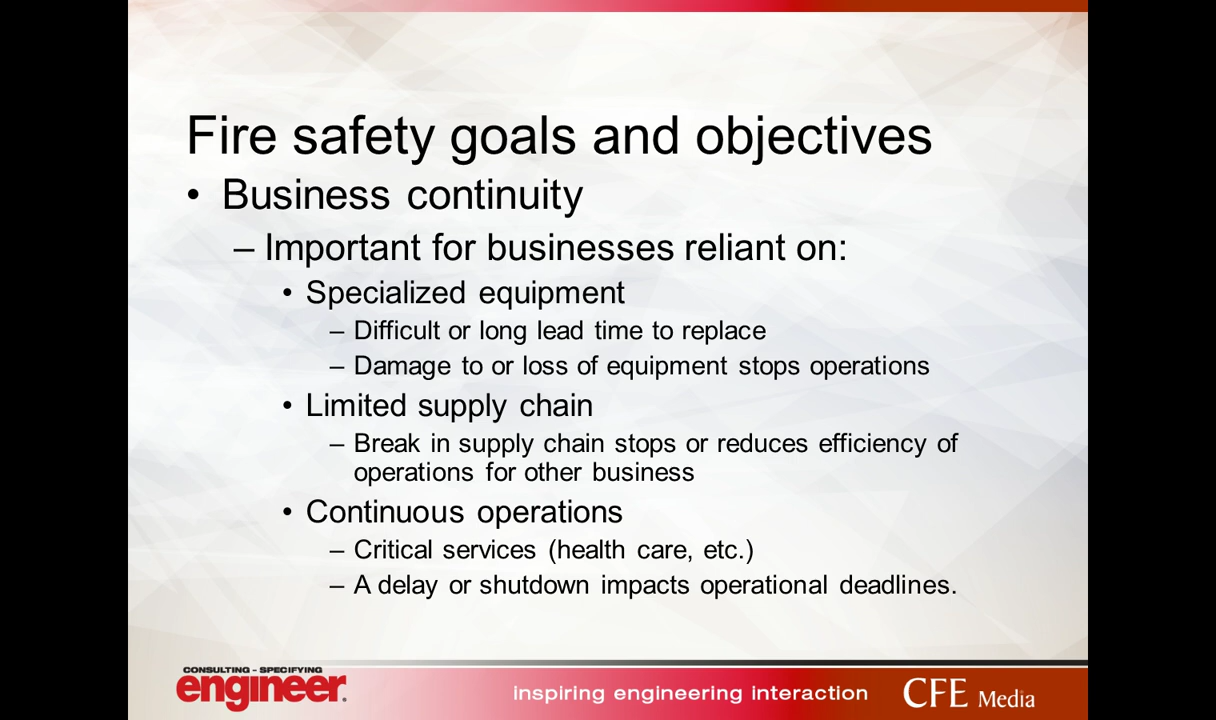 Fire safety goals and objectives
• Business continuity
– Important for businesses reliant on:
• Specialized equipment
– Difficult or long lead time to replace
– Damage to or loss of equipment stops operations
• Limited supply chain
– Break in supply chain stops or reduces efficiency of
operations for other business
• Continuous operations
– Critical services (health care, etc.)
– A delay or shutdown impacts operational deadlines.
CONSULTING - SPECIFYING
engineer.
inspiring engineering interaction
CFE Media